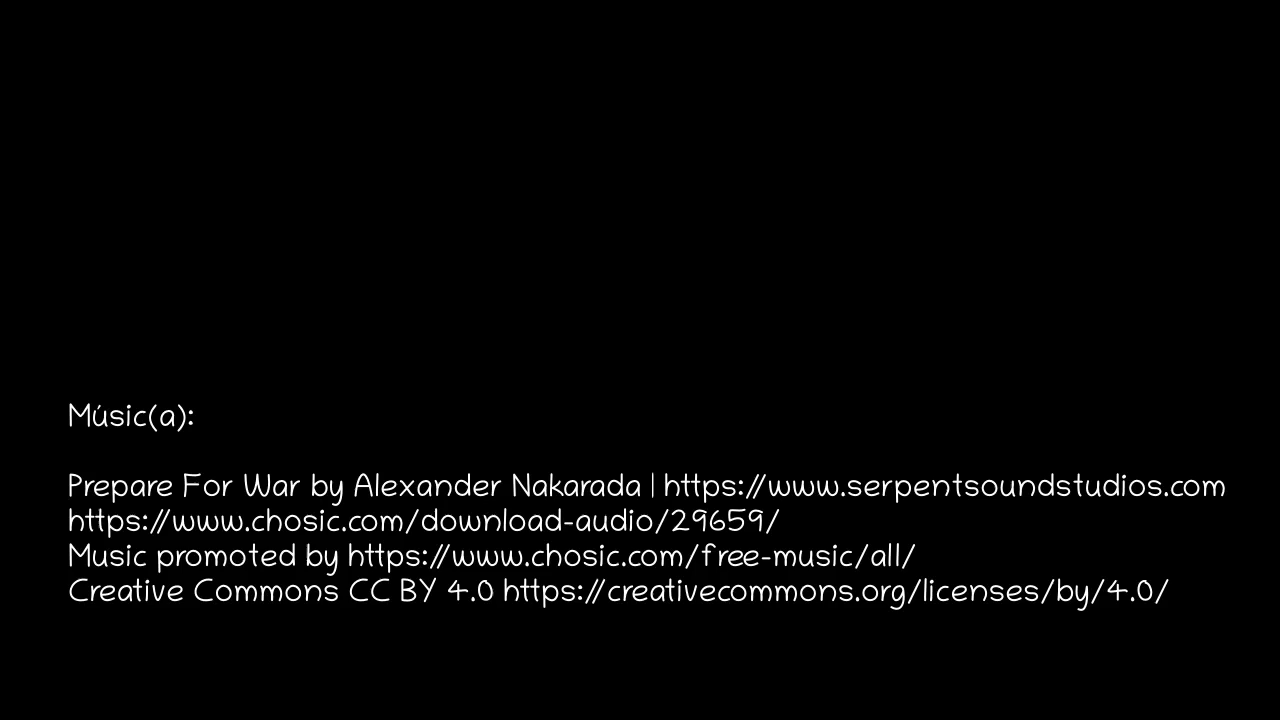 Músic(a):
Prepare For War by Alexander Nakarada | https://www.serpentsoundstudios.com
https://www.chosic.com/download-audio/29659/
Music promoted by https://www.chosic.com/free-music/all/
Creative Commons CC BY 4.0 https://creativecommons.org/licenses/by/4.0/